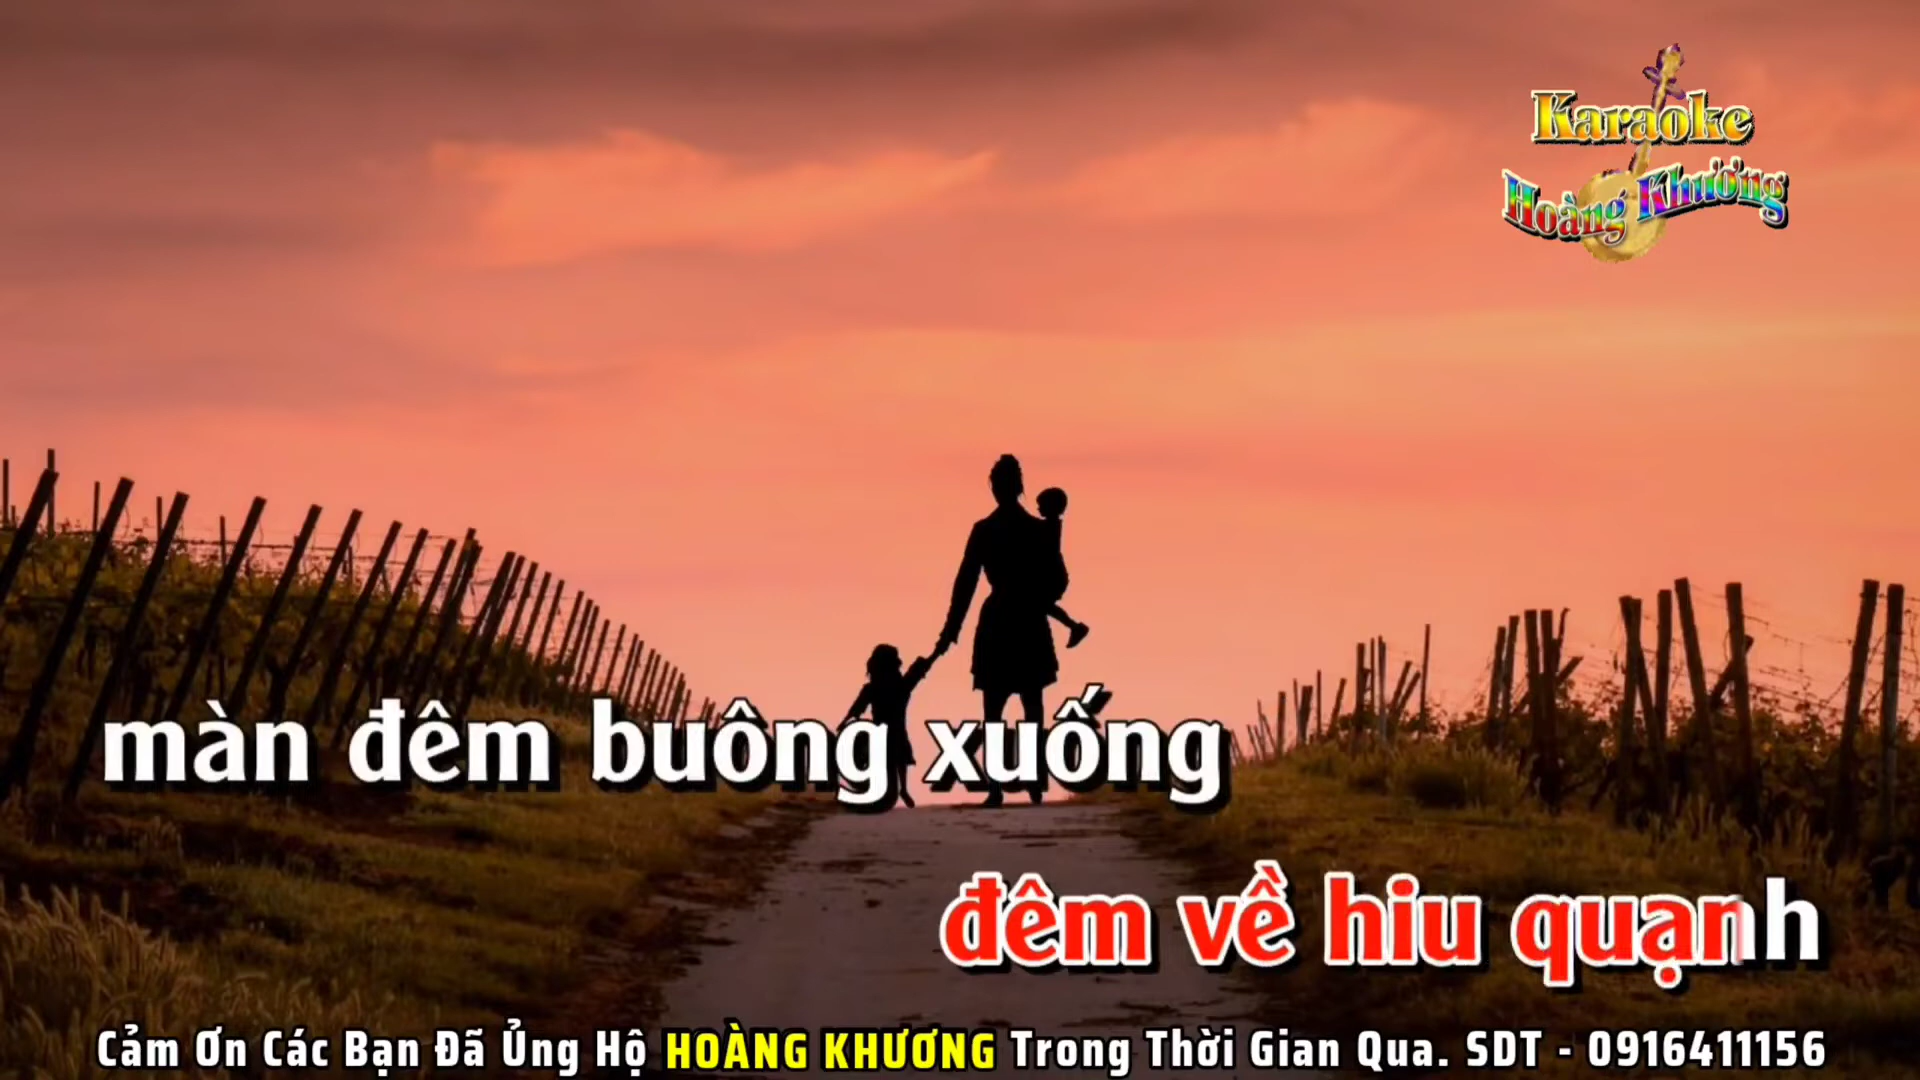 Karaoke
Hoàng Khương
màn đêm buông xuống
đêm về hiu quạnh
Cảm Ơn Các Bạn Đã Ủng Hộ HOÀNG KHƯƠNG Trong Thời Gian Qua. SDT - 0916411156